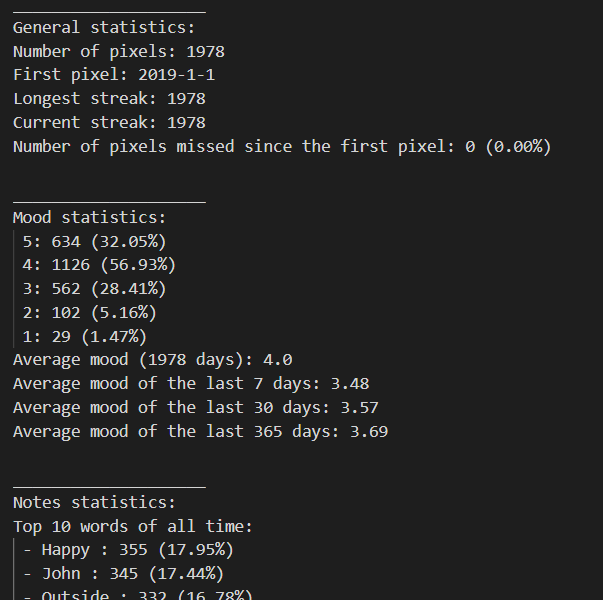 General statistics:
Number of pixels: 1978
First pixel: 2019-1-1
Longest streak: 1978
Current streak: 1978
Number of pixels missed since the first pixel: 0 (0.00%)
Mood statistics:
5: 634 (32.05%)
4: 1126 (56.93%)
3: 562 (28.41%)
2: 102 (5.16%)
1: 29 (1.47%)
Average mood (1978 days): 4.0
Average mood of the last 7 days: 3.48
Average mood of the last 30 days: 3.57
Average mood of the last 365 days: 3.69
Notes statistics:
Top 10 words of all time:
- Happy : 355 (17.95%)
- John : 345 (17.44%)
- Outside : 332 (16.78%)